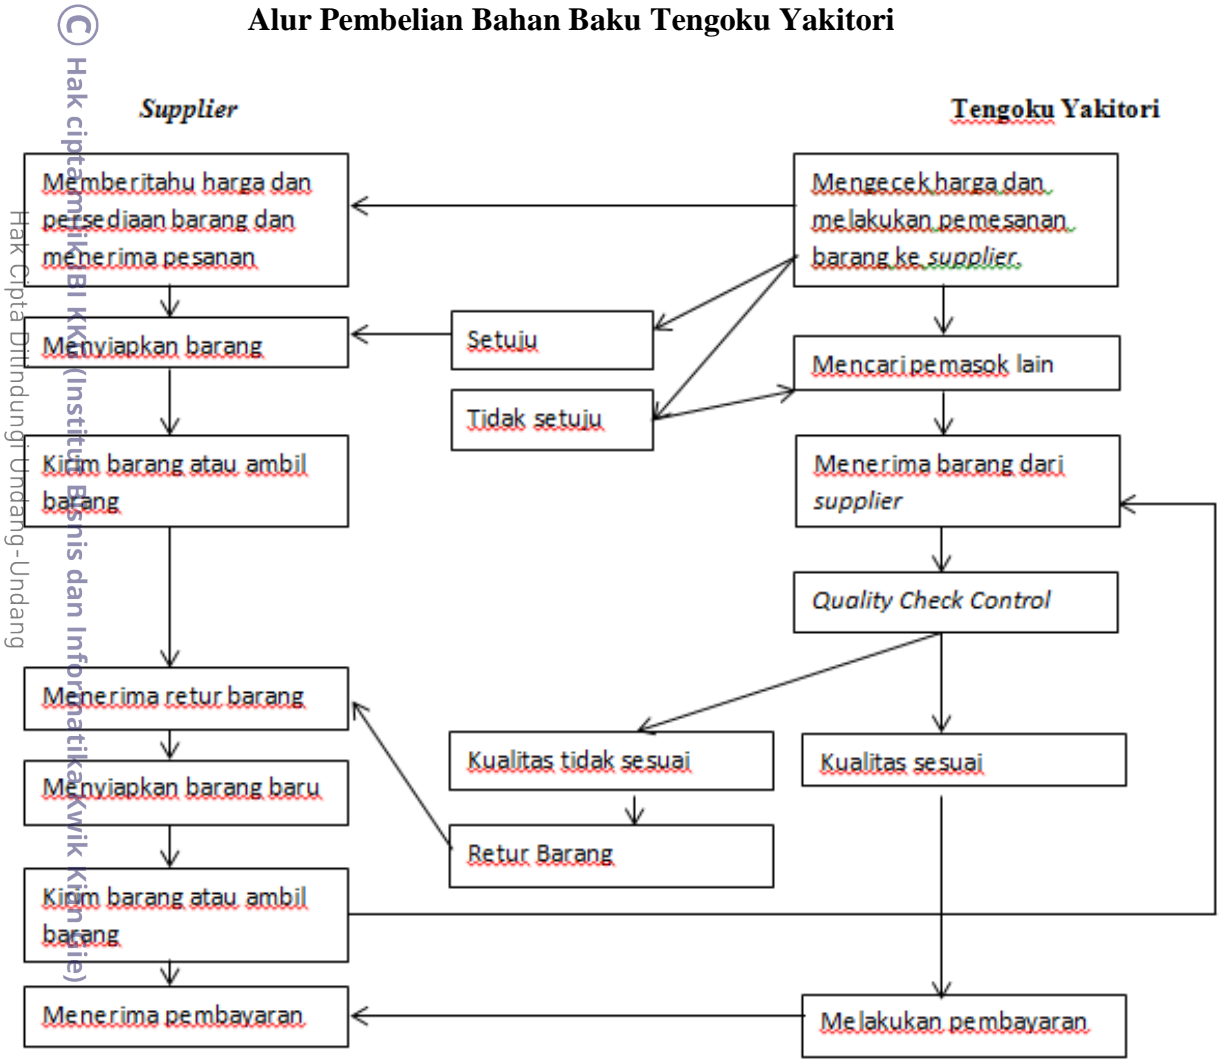 Alur Pembelian Bahan Baku Tengoku Yakitori
Supplier
Tengoku Yakitori
Memberitahu harga dan
persediaan barang dan
menerima pesanan
Mengecek harga dan
melakukan pemesanan
barang ke supplier.
Menyiapkan barang
Setuju
Mencari pemasok lain
Tidak setuju
Kirim barang atau ambil
barang
Menerima barang dari
supplier
Quality Check Control
Menerima retur barang
Kualitas tidak sesuai
Kualitas sesuai
Menyiapkan barang baru
Retur Barang
Kirim barang atau ambil
barang
Menerima pembayaran
Melakukan pembayaran
© Hak cipta milik IBI KKG (Institut Bisnis dan Informatika Kwik Kian Gie)
Hak Cipta Dilindungi Undang-Undang